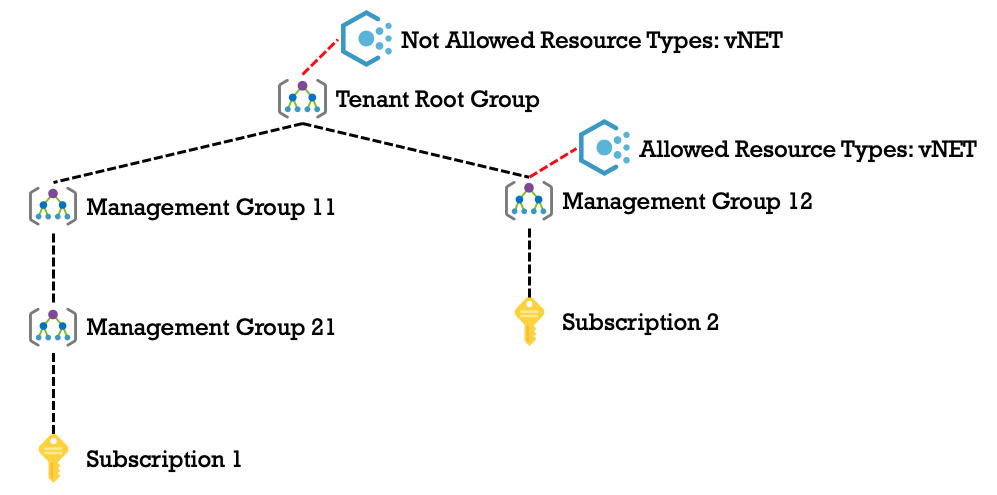 Not Allowed Resource Types: vNET
Tenant Root Group
Allowed Resource Types: vNET
Management Group 11
Management Group 12
Management Group 21
Subscription 2
Subscription 1